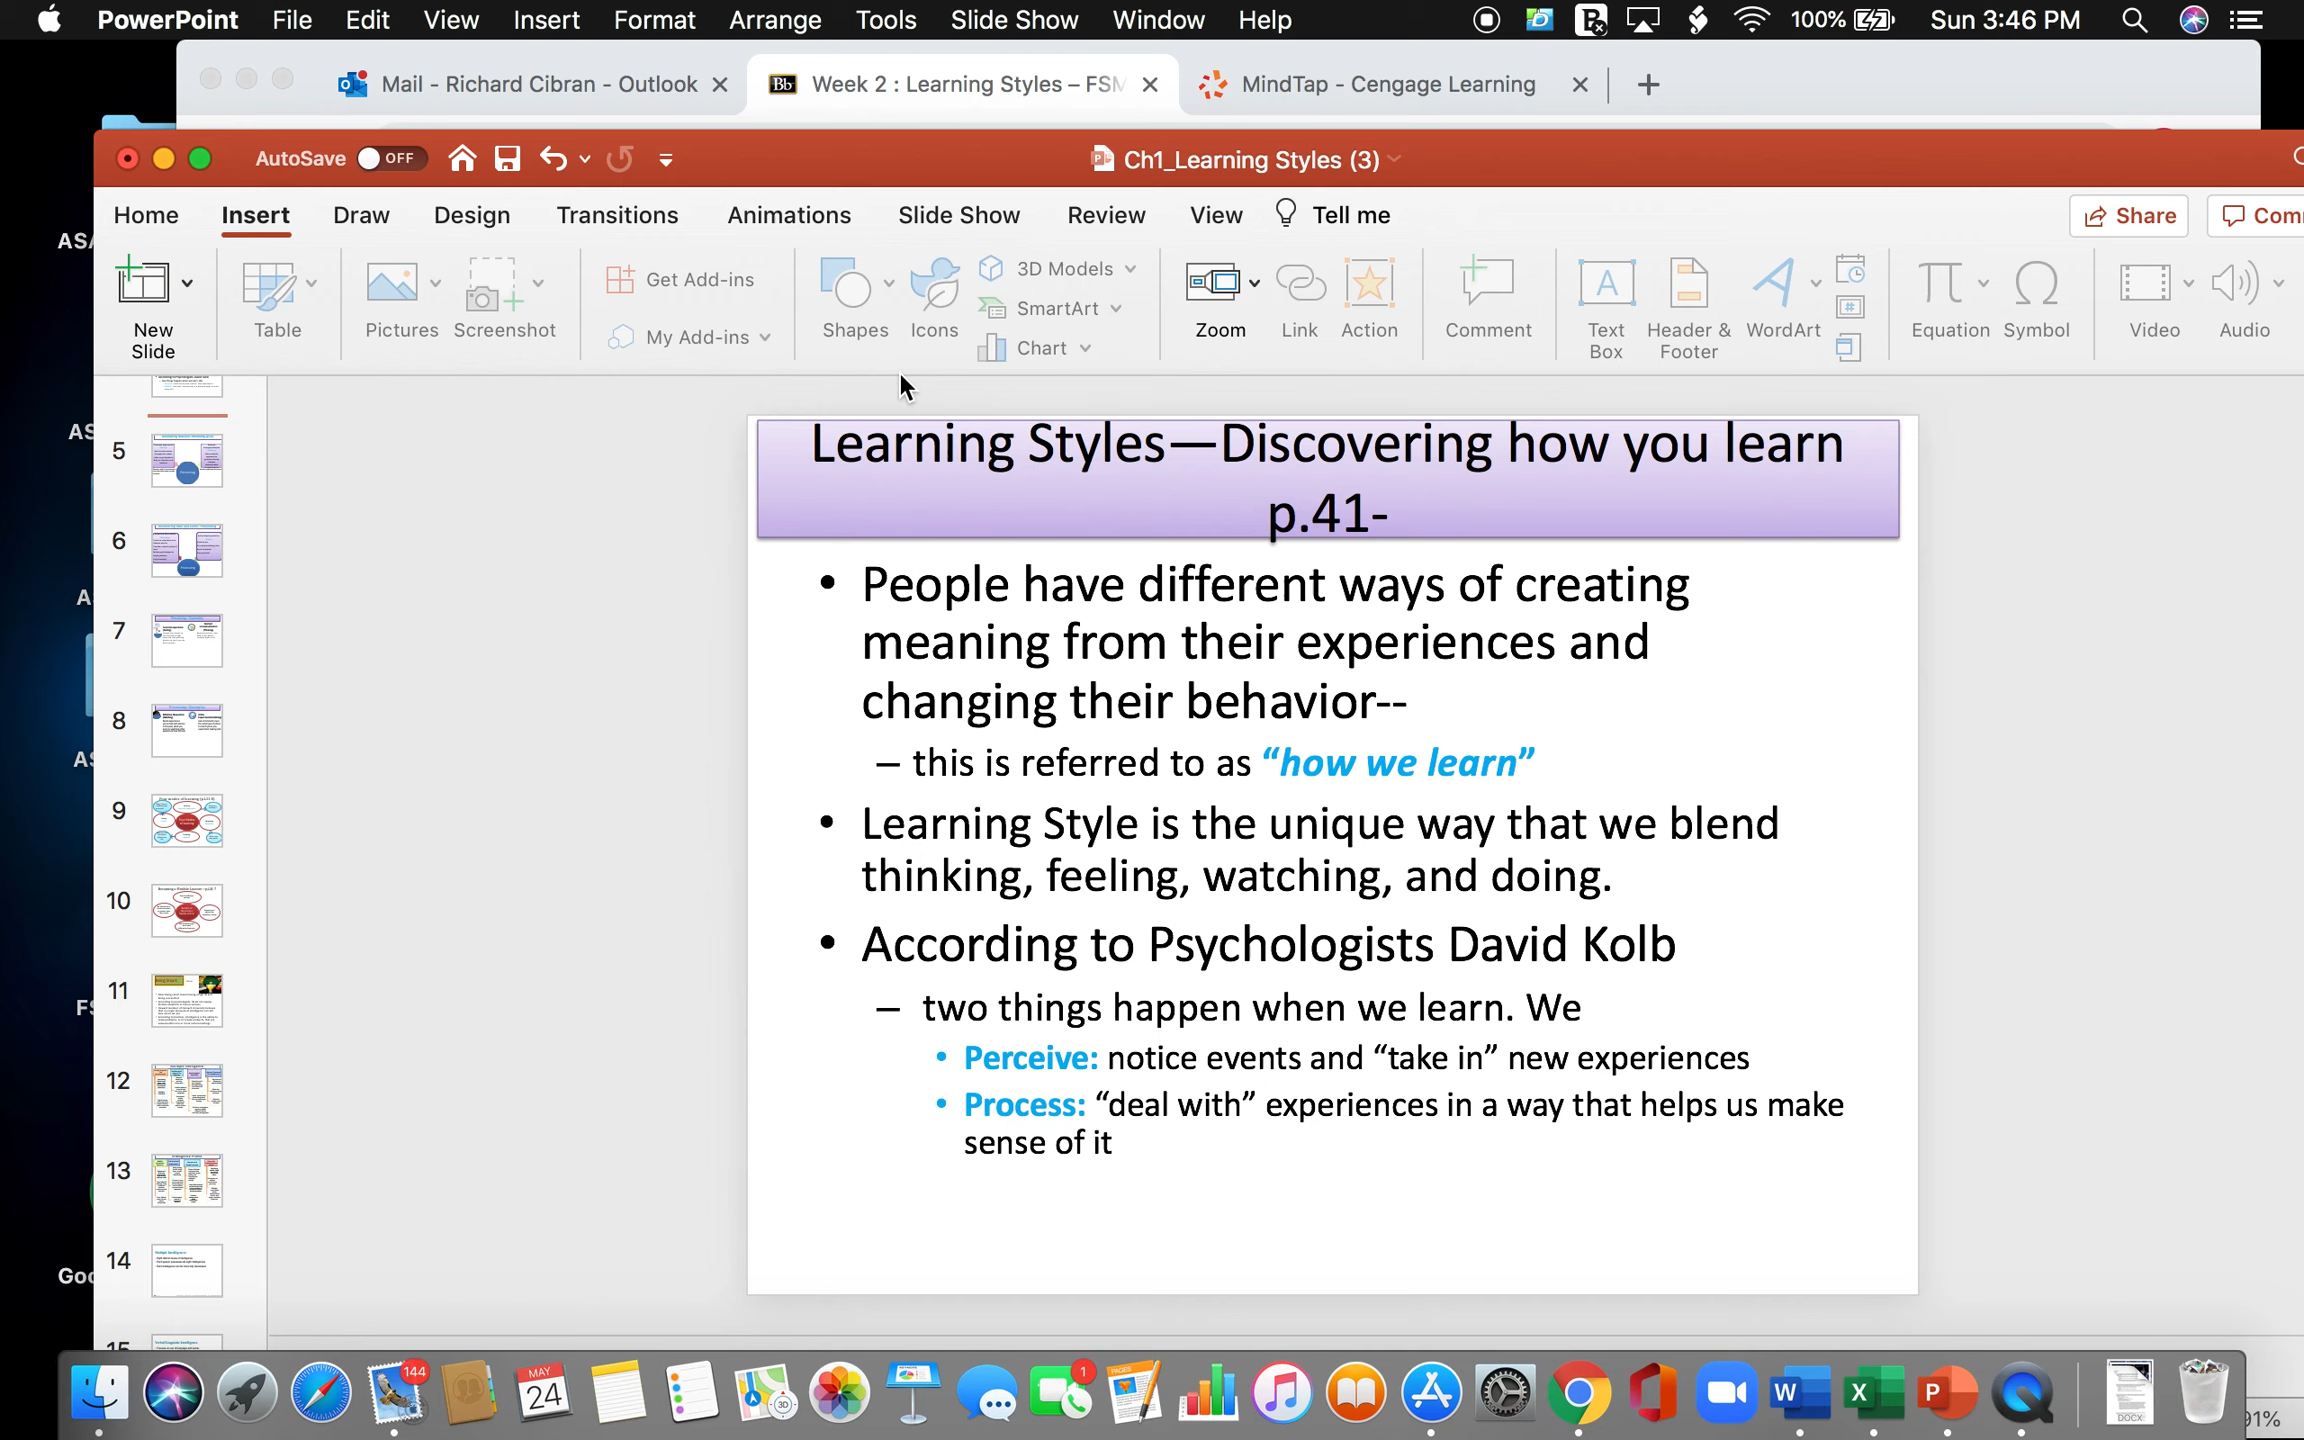 PowerPoint File Edit View Insert Format Arrange Tools Slide Show Window Help 100% Sun 3:46 PM
Mail - Richard Cibran - Outlook Bb Week 2 : Learning Styles – FSM MindTap - Cengage Learning
AutoSave OFF Ch1_Learning Styles (3)
Home Insert Draw Design Transitions Animations Slide Show Review View Tell me Share Comm
New Slide
Table
Pictures
Screenshot
Get Add-ins
My Add-ins
Shapes
Icons
3D Models
SmartArt
Chart
Zoom
Link
Action
Comment
Text Box
Header & Footer
WordArt
Equation
Symbol
Video
Audio
Learning Styles—Discovering how you learn
p.41-
• People have different ways of creating
meaning from their experiences and
changing their behavior--
– this is referred to as “how we learn”
• Learning Style is the unique way that we blend
thinking, feeling, watching, and doing.
• According to Psychologists David Kolb
– two things happen when we learn. We
• Perceive: notice events and “take in” new experiences
• Process: “deal with” experiences in a way that helps us make
sense of it
5
6
7
8
9
10
11
12
13
14
15
144
MAY
24
3D
1
PAGES
W
X
P
DOCX
91%